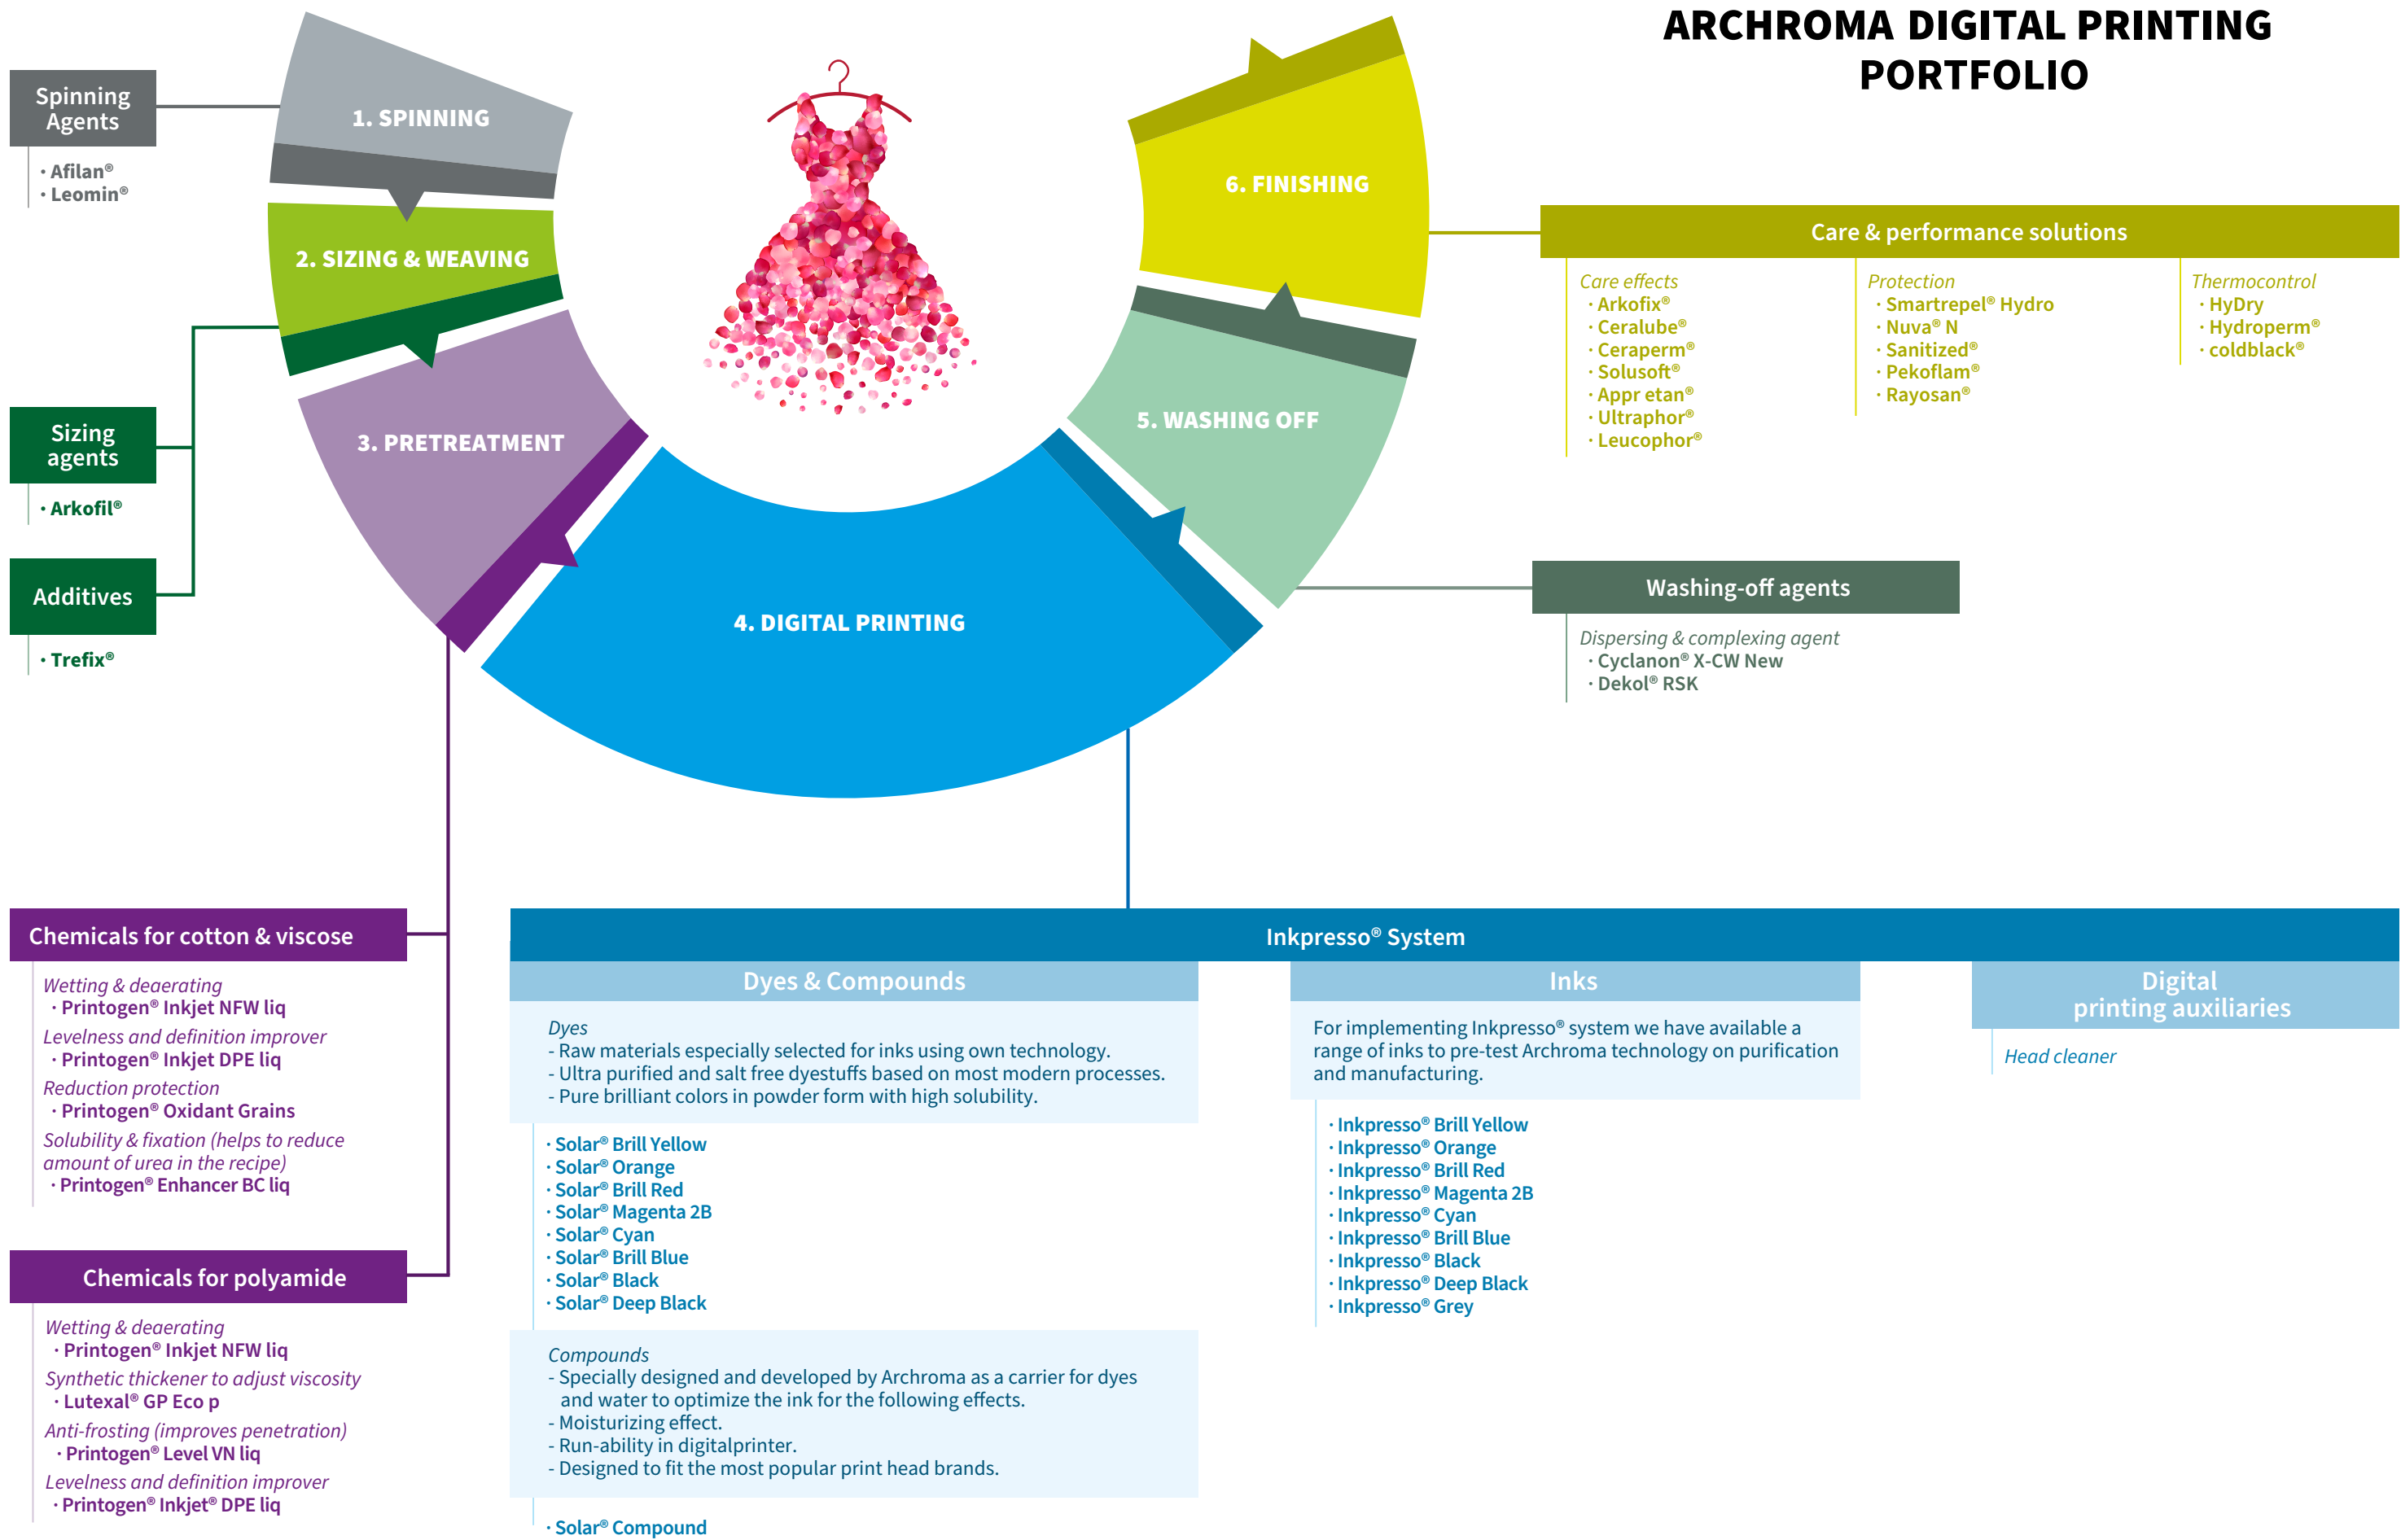 ARCHROMA DIGITAL PRINTING
PORTFOLIO
Spinning
Agents
· Afilan®
· Leomin®
1. SPINNING
2. SIZING & WEAVING
Sizing
agents
· Arkofil®
Additives
· Trefix®
3. PRETREATMENT
4. DIGITAL PRINTING
5. WASHING OFF
6. FINISHING
Care & performance solutions
Care effects
· Arkofix®
· Ceralube®
· Ceraperm®
· Solusoft®
· Appr etan®
· Ultraphor®
· Leucophor®
Protection
· Smartrepel® Hydro
· Nuva® N
· Sanitized®
· Pekoflam®
· Rayosan®
Thermocontrol
· HyDry
· Hydroperm®
· coldblack®
Washing-off agents
Dispersing & complexing agent
· Cyclanon® X-CW New
· Dekol® RSK
Chemicals for cotton & viscose
Wetting & deaerating
· Printogen® Inkjet NFW liq
Levelness and definition improver
· Printogen® Inkjet DPE liq
Reduction protection
· Printogen® Oxidant Grains
Solubility & fixation (helps to reduce
amount of urea in the recipe)
· Printogen® Enhancer BC liq
Chemicals for polyamide
Wetting & deaerating
· Printogen® Inkjet NFW liq
Synthetic thickener to adjust viscosity
· Lutexal® GP Eco p
Anti-frosting (improves penetration)
· Printogen® Level VN liq
Levelness and definition improver
· Printogen® Inkjet® DPE liq
Inkpresso® System
Dyes & Compounds
Dyes
- Raw materials especially selected for inks using own technology.
- Ultra purified and salt free dyestuffs based on most modern processes.
- Pure brilliant colors in powder form with high solubility.
· Solar® Brill Yellow
· Solar® Orange
· Solar® Brill Red
· Solar® Magenta 2B
· Solar® Cyan
· Solar® Brill Blue
· Solar® Black
· Solar® Deep Black
Compounds
- Specially designed and developed by Archroma as a carrier for dyes
and water to optimize the ink for the following effects.
- Moisturizing effect.
- Run-ability in digitalprinter.
- Designed to fit the most popular print head brands.
· Solar® Compound
Inks
For implementing Inkpresso® system we have available a
range of inks to pre-test Archroma technology on purification
and manufacturing.
· Inkpresso® Brill Yellow
· Inkpresso® Orange
· Inkpresso® Brill Red
· Inkpresso® Magenta 2B
· Inkpresso® Cyan
· Inkpresso® Brill Blue
· Inkpresso® Black
· Inkpresso® Deep Black
· Inkpresso® Grey
Digital
printing auxiliaries
Head cleaner